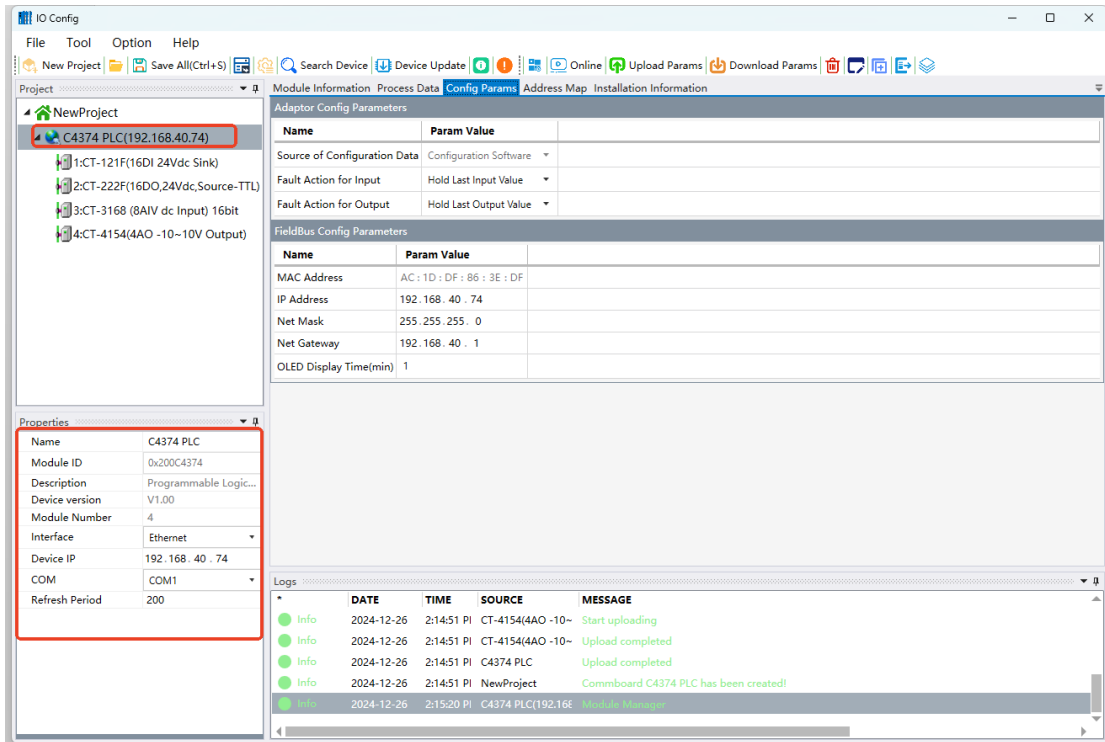 IO Config
File Tool Option Help
New Project Save All(Ctrl+S) Search Device Device Update Online Upload Params Download Params
Project
NewProject
C4374 PLC(192.168.40.74)
1:CT-121F(16DI 24Vdc Sink)
2:CT-222F(16DO,24Vdc,Source-TTL)
3:CT-3168 (8AIV dc Input) 16bit
4:CT-4154(4AO -10~10V Output)
Module Information Process Data Config Params Address Map Installation Information
Adaptor Config Parameters
Name Param Value
Source of Configuration Data Configuration Software
Fault Action for Input Hold Last Input Value
Fault Action for Output Hold Last Output Value
FieldBus Config Parameters
Name Param Value
MAC Address AC : 1D : DF : 86 : 3E : DF
IP Address 192 . 168 . 40 . 74
Net Mask 255 . 255 . 255 . 0
Net Gateway 192 . 168 . 40 . 1
OLED Display Time(min) 1
Properties
Name C4374 PLC
Module ID 0x200C4374
Description Programmable Logic...
Device version V1.00
Module Number 4
Interface Ethernet
Device IP 192 . 168 . 40 . 74
COM COM1
Refresh Period 200
Logs
* DATE TIME SOURCE MESSAGE
Info 2024-12-26 2:14:51 PI CT-4154(4AO -10~ Start uploading
Info 2024-12-26 2:14:51 PI CT-4154(4AO -10~ Upload completed
Info 2024-12-26 2:14:51 PI C4374 PLC Upload completed
Info 2024-12-26 2:14:51 PI NewProject Commboard C4374 PLC has been created!
Info 2024-12-26 2:15:20 PI C4374 PLC(192.168 Module Manager